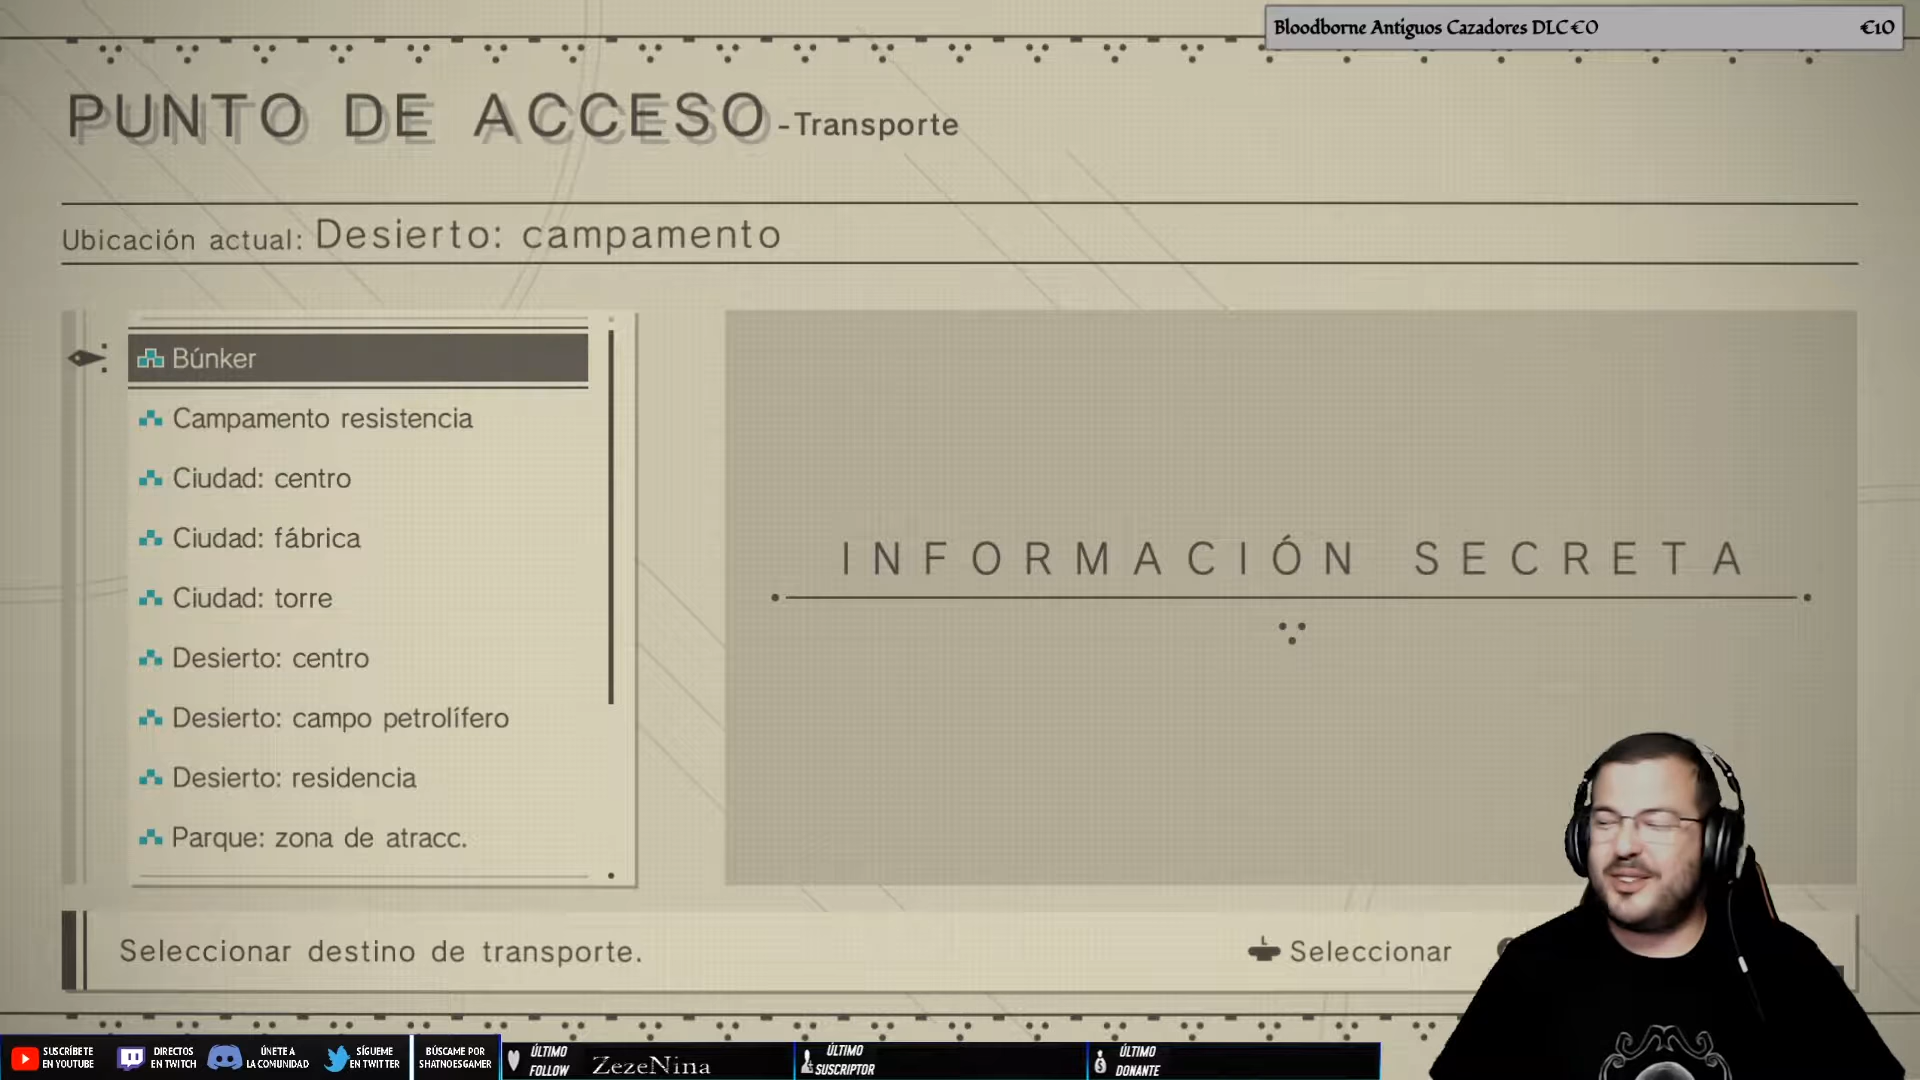 Bloodborne Antiguos Cazadores DLC €0 €10
PUNTO DE ACCESO -Transporte
Ubicación actual: Desierto: campamento
Búnker
Campamento resistencia
Ciudad: centro
Ciudad: fábrica
Ciudad: torre
Desierto: centro
Desierto: campo petrolífero
Desierto: residencia
Parque: zona de atracc.
INFORMACIÓN SECRETA
Seleccionar destino de transporte.
L Seleccionar
SUSCRÍBETE
EN YOUTUBE
DIRECTOS
EN TWITCH
ÚNETE A
LA COMUNIDAD
SÍGUEME
EN TWITTER
BÚSCAME POR
SHATNOESGAMER
ÚLTIMO
FOLLOW
ZezeNina
ÚLTIMO
SUSCRIPTOR
ÚLTIMO
DONANTE